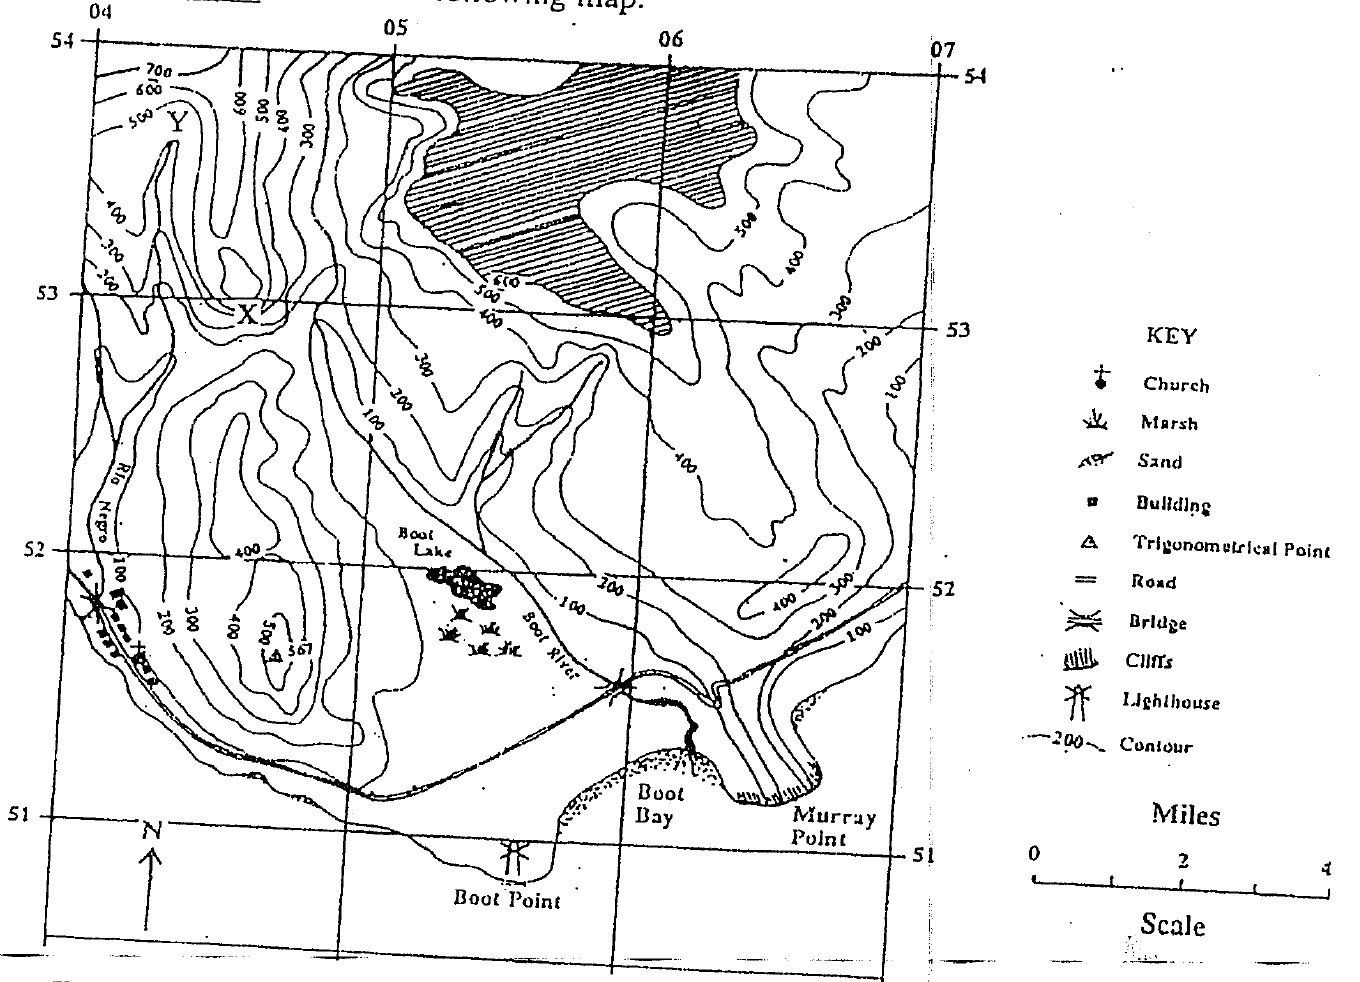 following map.
04
05
06
07
54
54
700
600
500
Y
600
500
400
300
400
300
200
300
400
300
200
100
600
500
400
53
X
53
300
200
100
400
Rio
Negro
Boot
Lake
52
400
100
200
300
400
500
567
200
100
Boot River
400
300
200
100
52
51
N
Boot
Bay
Murray
Point
51
Boot Point
KEY
Church
Marsh
Sand
Building
Trigonometrical Point
Road
Bridge
Cliffs
Lighthouse
200
Contour
Miles
0
2
4
Scale